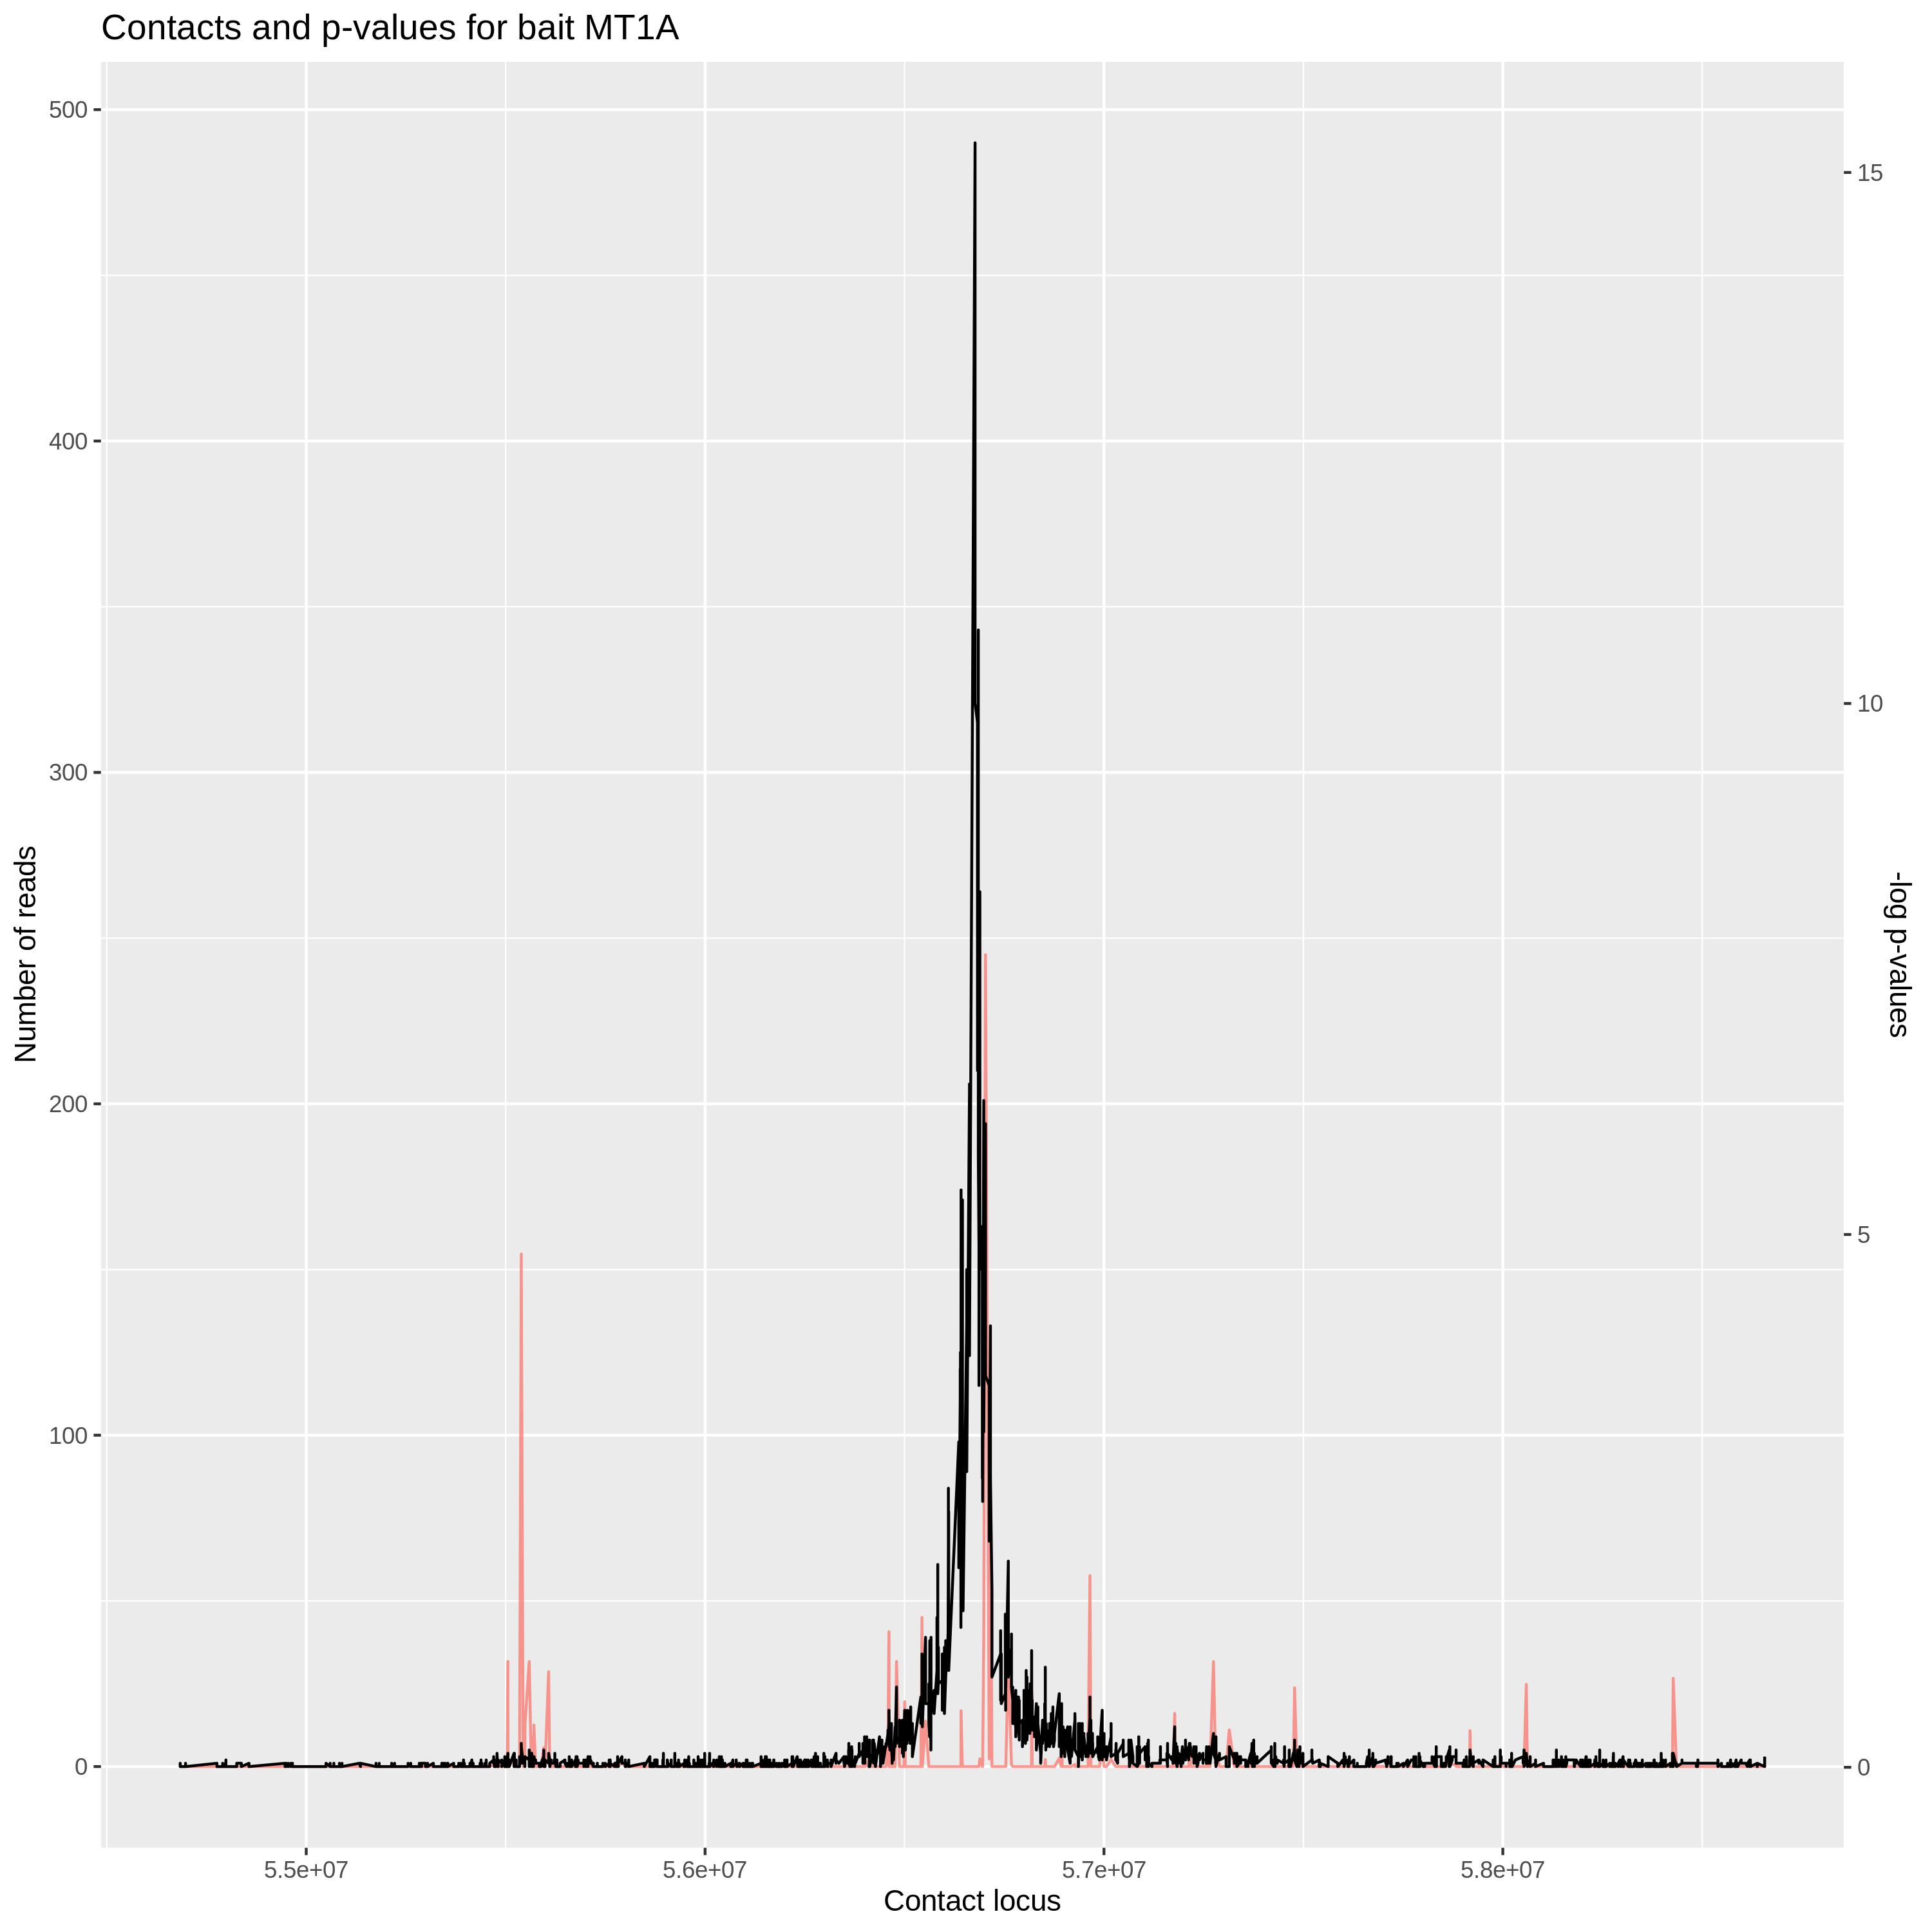 Contacts and p-values for bait MT1A
500
400
300
200
100
0
Number of reads
15
10
5
0
-log p-values
5.5e+07
5.6e+07
5.7e+07
5.8e+07
Contact locus